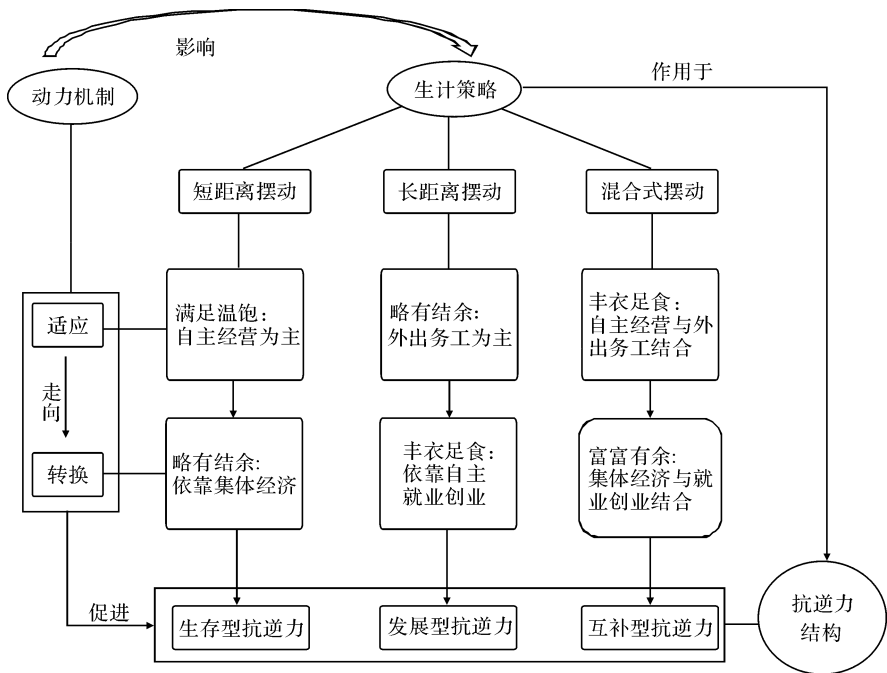 影响
作用于
动力机制
生计策略
短距离摆动
长距离摆动
混合式摆动
适应
满足温饱:
自主经营为主
略有结余:
外出务工为主
丰衣足食:
自主经营与外
出务工结合
走向
转换
略有结余:
依靠集体经济
丰衣足食:
依靠自主
就业创业
富富有余:
集体经济与就
业创业结合
促进
生存型抗逆力
发展型抗逆力
互补型抗逆力
抗逆力
结构